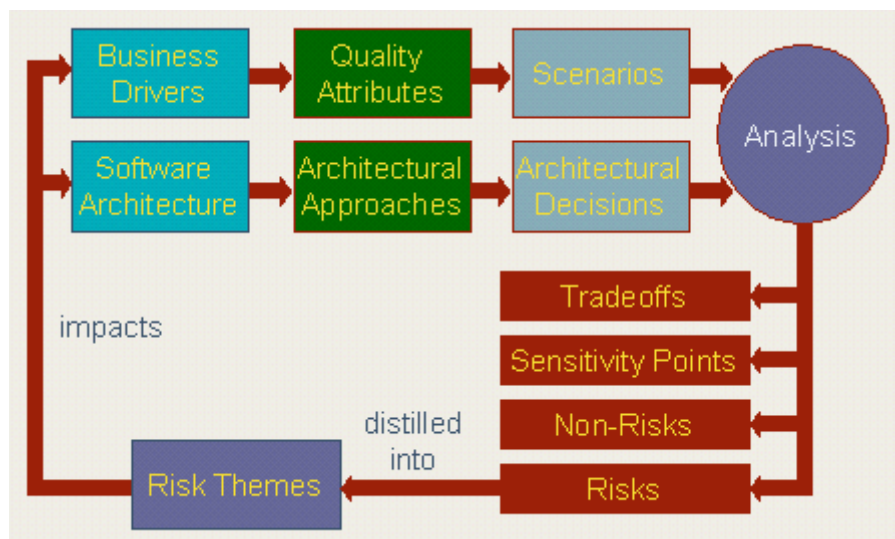 Business
Drivers
Quality
Attributes
Scenarios
Analysis
Software
Architecture
Architectural
Approaches
Architectural
Decisions
Tradeoffs
Sensitivity Points
Non-Risks
Risks
distilled
into
Risk Themes
impacts